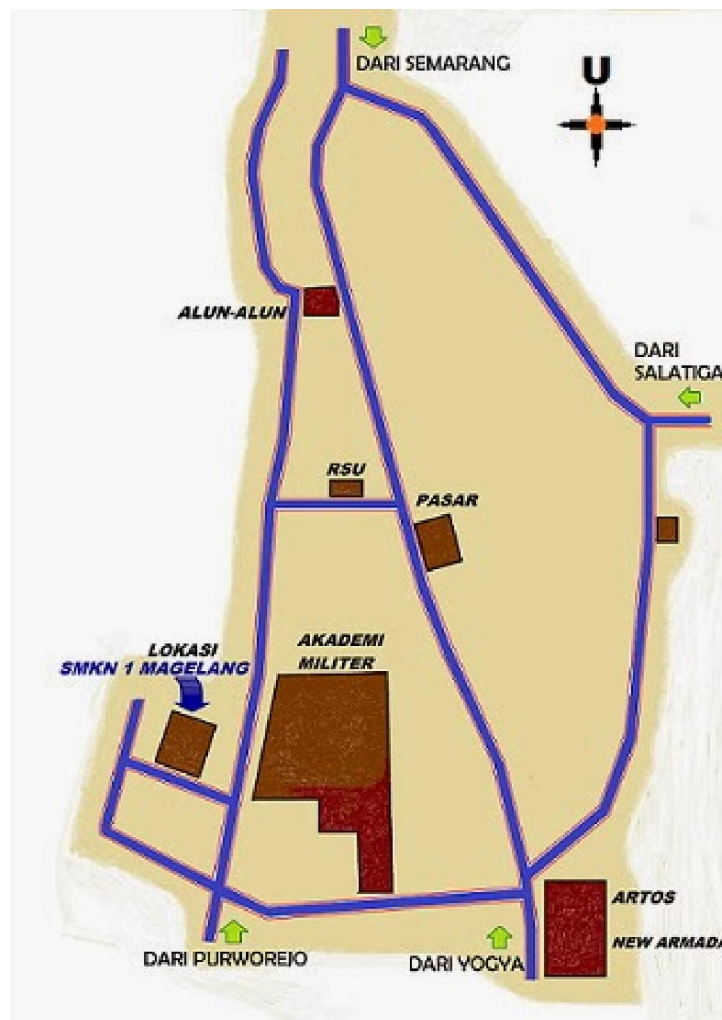 DARI SEMARANG
U
ALUN-ALUN
DARI
SALATIGA
RSU
PASAR
LOKASI
SMKN 1 MAGELANG
AKADEMI
MILITER
ARTOS
NEW ARMADA
DARI PURWOREJO
DARI YOGYA